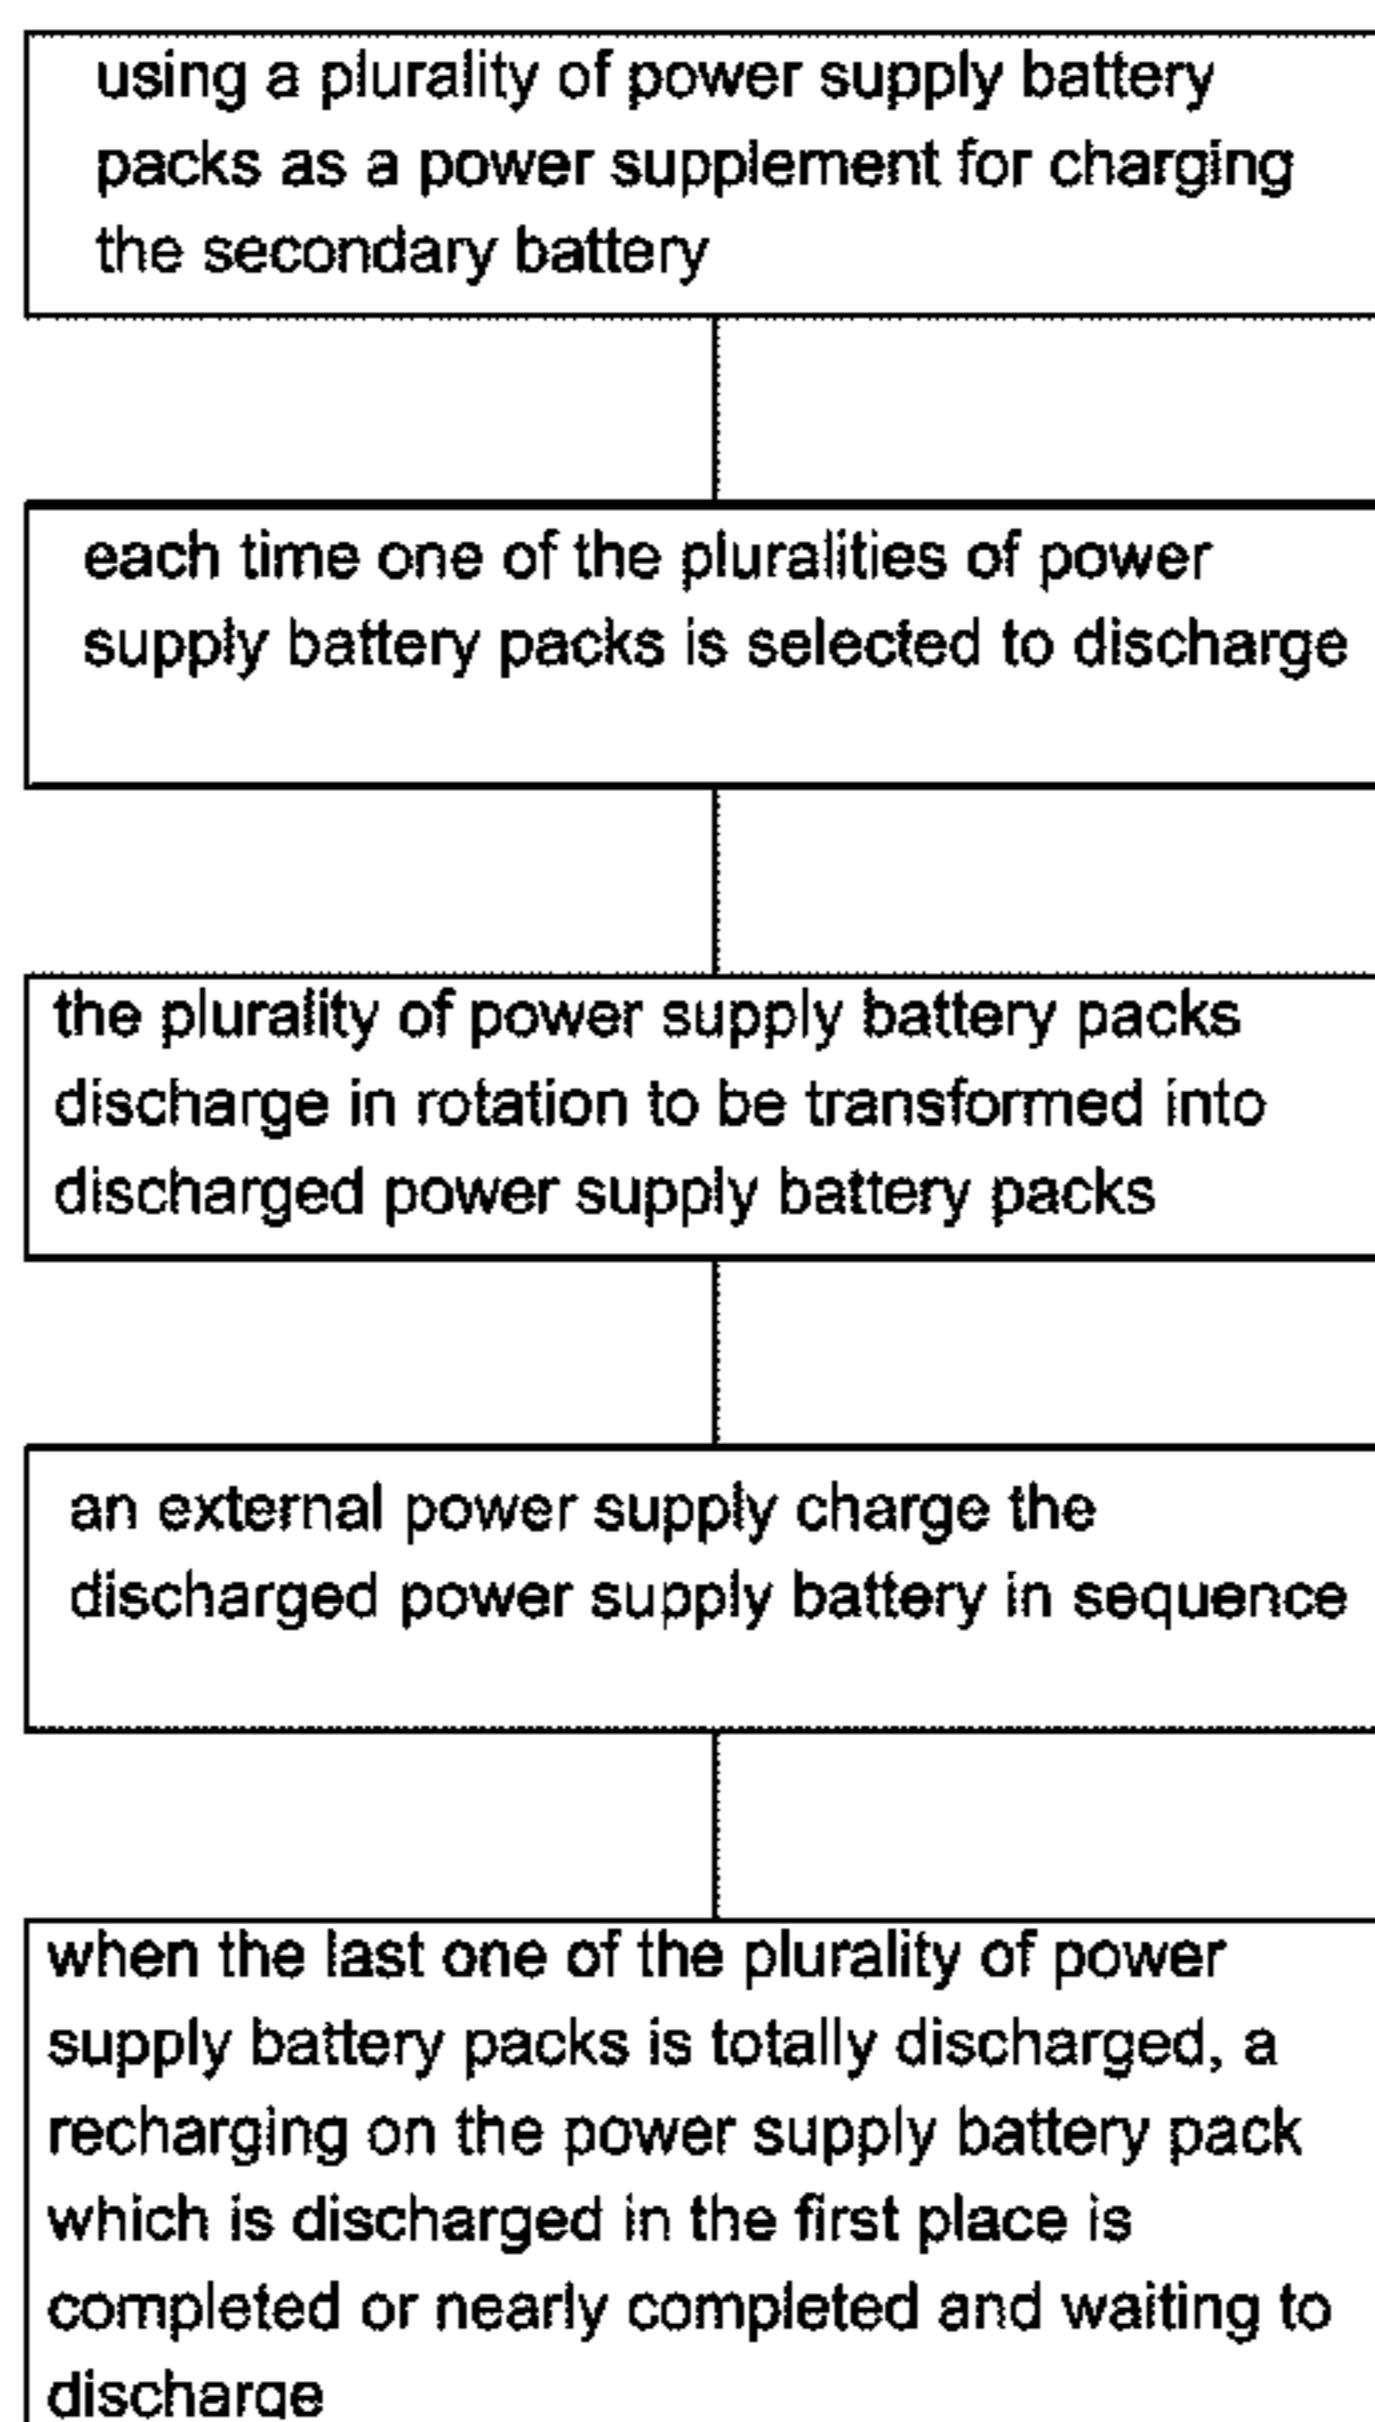 using a plurality of power supply battery
packs as a power supplement for charging
the secondary battery
each time one of the pluralities of power
supply battery packs is selected to discharge
the plurality of power supply battery packs
discharge in rotation to be transformed into
discharged power supply battery packs
an external power supply charge the
discharged power supply battery in sequence
when the last one of the plurality of power
supply battery packs is totally discharged, a
recharging on the power supply battery pack
which is discharged in the first place is
completed or nearly completed and waiting to
discharge